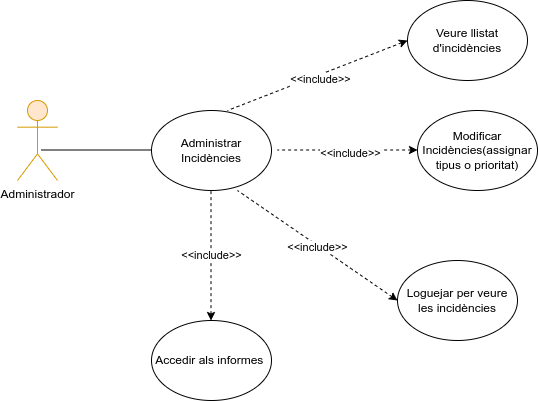 Veure llistat
d'incidències
<<include>>
Administrar
Incidències
<<include>>
Modificar
Incidències(assignar
tipus o prioritat)
Administrador
<<include>>
<<include>>
Loguejar per veure
les incidències
Accedir als informes